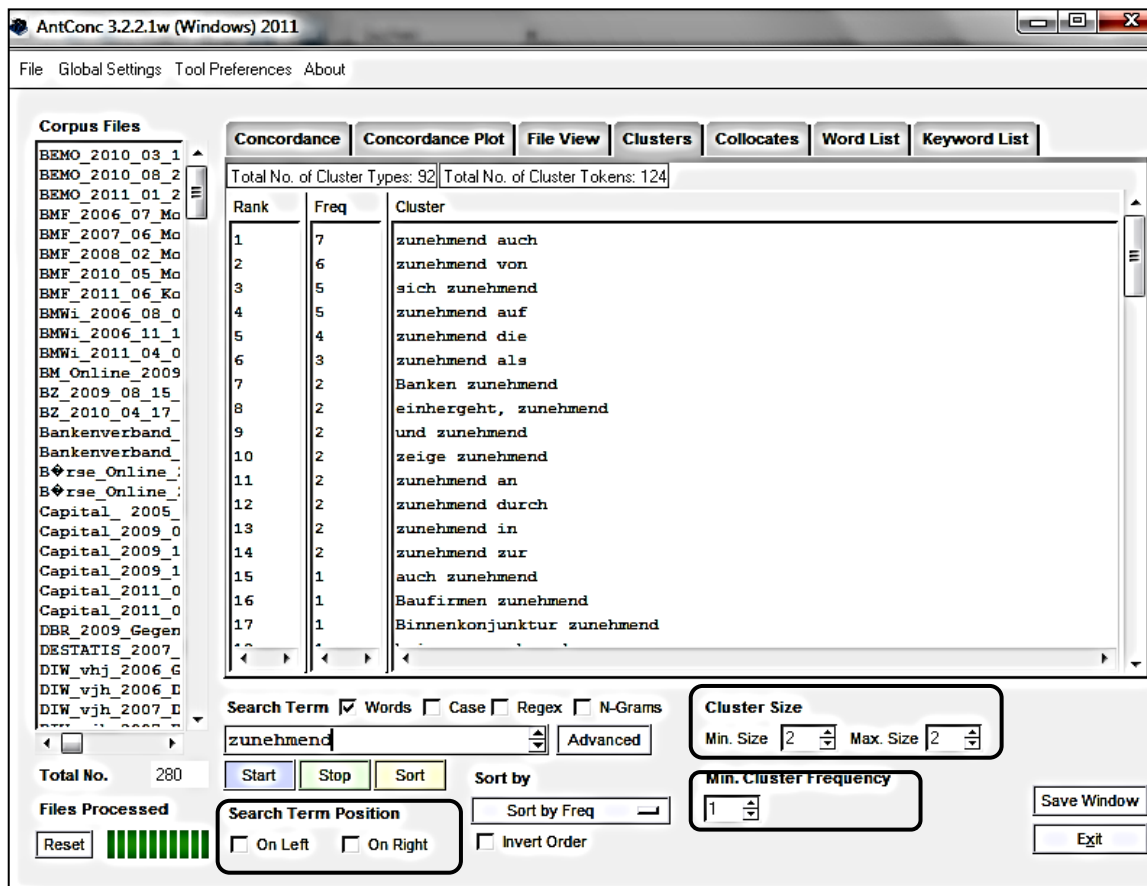 AntConc 3.2.2.1w (Windows) 2011
File Global Settings Tool Preferences About
Corpus Files
BEMO_2010_03_1
BEMO_2010_08_2
BEMO_2011_01_2
BMF_2006_07_Mo
BMF_2007_06_Mo
BMF_2008_02_Mo
BMF_2010_05_Mo
BMF_2011_06_Ko
BMWi_2006_08_0
BMWi_2006_11_1
BMWi_2011_04_0
BM_Online_2009
BZ_2009_08_15_
BZ_2010_04_17_
Bankenverband_
Bankenverband_
B�rse_Online_
B�rse_Online_
Capital_ 2005_
Capital_2009_0
Capital_2009_1
Capital_2009_1
Capital_2011_0
Capital_2011_0
DBR_2009_Gegen
DESTATIS_2007_
DIW_vhj_2006_G
DIW_vjh_2006_D
DIW_vjh_2007_D
Total No. 280
Files Processed
Reset
Concordance Concordance Plot File View Clusters Collocates Word List Keyword List
Total No. of Cluster Types: 92 Total No. of Cluster Tokens: 124
Rank Freq Cluster
1 7 zunehmend auch
2 6 zunehmend von
3 5 sich zunehmend
4 5 zunehmend auf
5 4 zunehmend die
6 3 zunehmend als
7 2 Banken zunehmend
8 2 einhergeht, zunehmend
9 2 und zunehmend
10 2 zeige zunehmend
11 2 zunehmend an
12 2 zunehmend durch
13 2 zunehmend in
14 2 zunehmend zur
15 1 auch zunehmend
16 1 Baufirmen zunehmend
17 1 Binnenkonjunktur zunehmend
Search Term Words Case Regex N-Grams
zunehmend Advanced
Start Stop Sort
Search Term Position
On Left On Right
Sort by
Sort by Freq
Invert Order
Cluster Size
Min. Size 2 Max. Size 2
Min. Cluster Frequency
1
Save Window
Exit